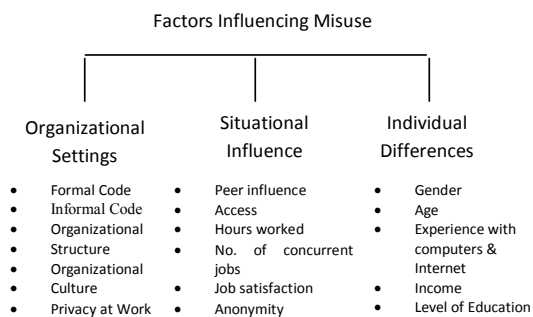 Factors Influencing Misuse
Organizational
Settings
• Formal Code
• Informal Code
• Organizational
• Structure
• Organizational
• Culture
• Privacy at Work
Situational
Influence
• Peer influence
• Access
• Hours worked
• No. of concurrent
jobs
• Job satisfaction
• Anonymity
Individual
Differences
• Gender
• Age
• Experience with
computers &
Internet
• Income
• Level of Education